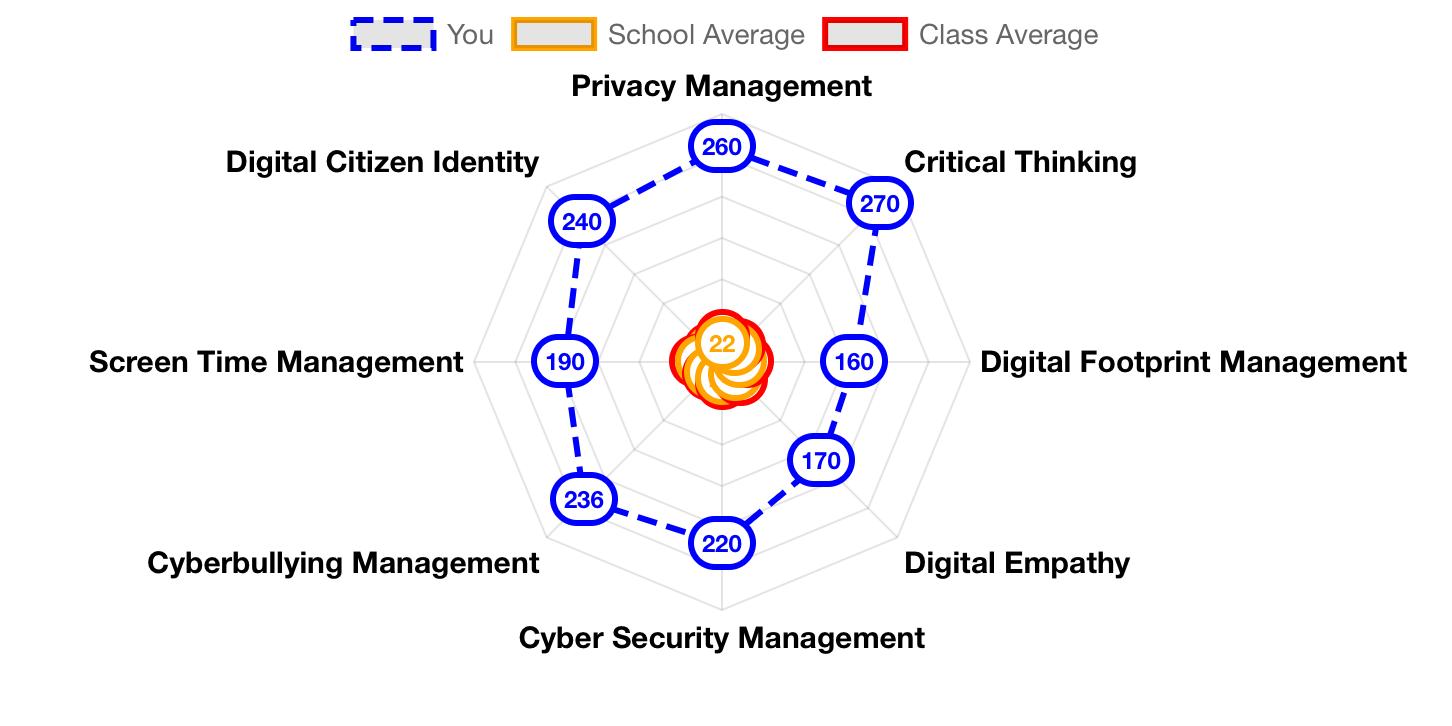 You School Average Class Average
Privacy Management
Digital Citizen Identity
Critical Thinking
260
270
240
22
Screen Time Management
190
160
Digital Footprint Management
170
236
220
Cyberbullying Management
Digital Empathy
Cyber Security Management